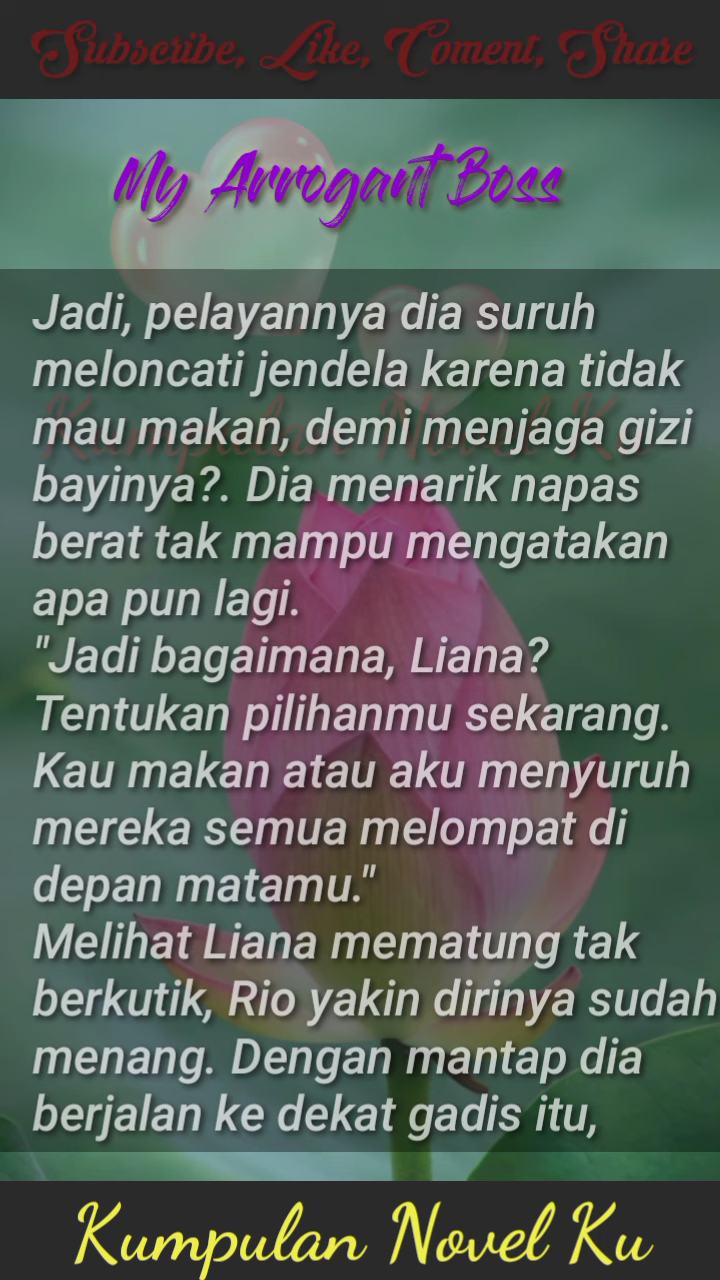 Subscribe, Like, Coment, Share
My Arrogant Boss
Jadi, pelayannya dia suruh
meloncati jendela karena tidak
mau makan, demi menjaga gizi
Kumpulan Novel Ku
bayinya?. Dia menarik napas
berat tak mampu mengatakan
apa pun lagi.
"Jadi bagaimana, Liana?
Tentukan pilihanmu sekarang.
Kau makan atau aku menyuruh
mereka semua melompat di
depan matamu."
Melihat Liana mematung tak
berkutik, Rio yakin dirinya sudah
menang. Dengan mantap dia
berjalan ke dekat gadis itu,
Kumpulan Novel Ku